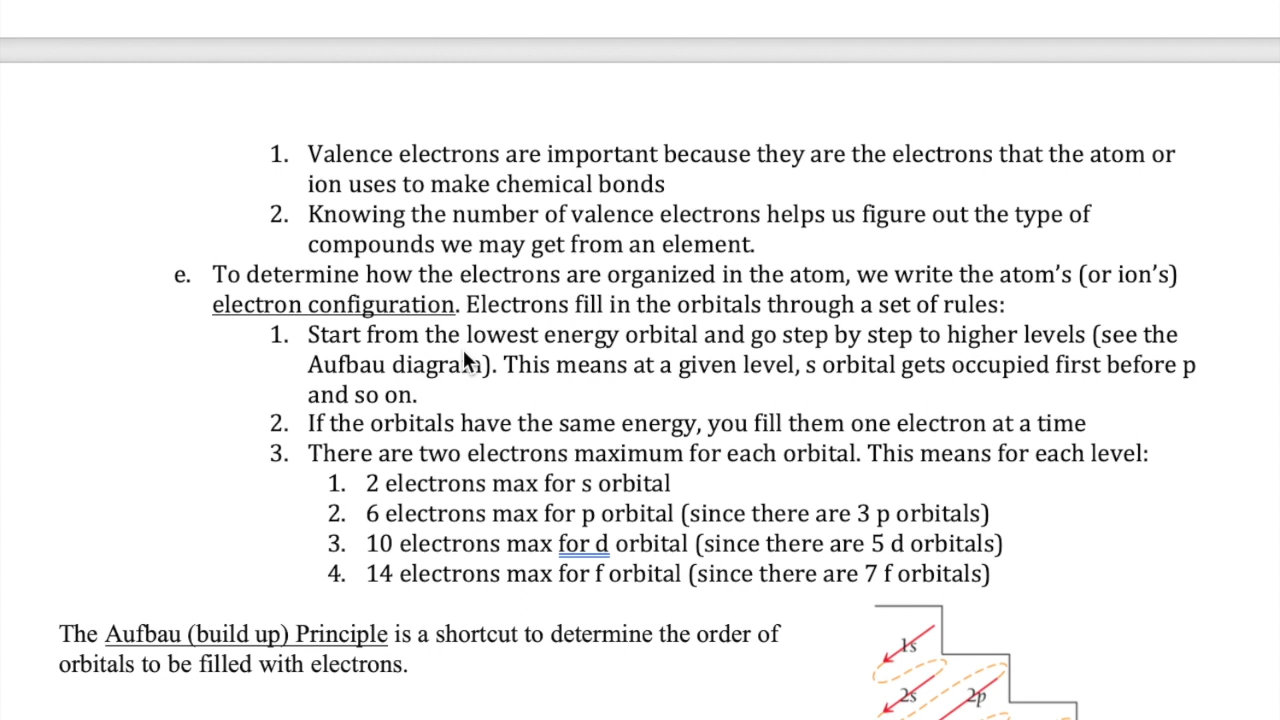 1. Valence electrons are important because they are the electrons that the atom or
ion uses to make chemical bonds
2. Knowing the number of valence electrons helps us figure out the type of
compounds we may get from an element.
e. To determine how the electrons are organized in the atom, we write the atom’s (or ion’s)
electron configuration. Electrons fill in the orbitals through a set of rules:
1. Start from the lowest energy orbital and go step by step to higher levels (see the
Aufbau diagram). This means at a given level, s orbital gets occupied first before p
and so on.
2. If the orbitals have the same energy, you fill them one electron at a time
3. There are two electrons maximum for each orbital. This means for each level:
1. 2 electrons max for s orbital
2. 6 electrons max for p orbital (since there are 3 p orbitals)
3. 10 electrons max for d orbital (since there are 5 d orbitals)
4. 14 electrons max for f orbital (since there are 7 f orbitals)
The Aufbau (build up) Principle is a shortcut to determine the order of
orbitals to be filled with electrons.
1s
2s 2p